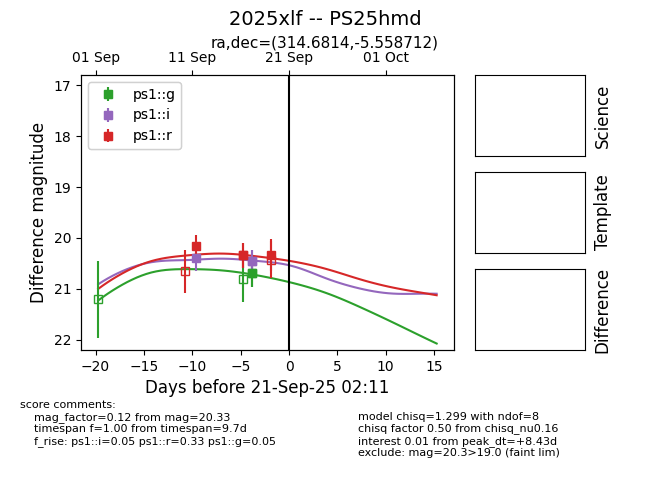 2025xlf -- PS25hmd
ra,dec=(314.6814,-5.558712)
01 Sep 11 Sep 21 Sep 01 Oct
ps1::g
ps1::i
ps1::r
17
18
19
20
21
22
Difference magnitude
−20 −15 −10 −5 0 5 10 15
Days before 21-Sep-25 02:11
Science
Template
Difference
score comments:
mag_factor=0.12 from mag=20.33
timespan f=1.00 from timespan=9.7d
f_rise: ps1::i=0.05 ps1::r=0.33 ps1::g=0.05
model chisq=1.299 with ndof=8
chisq factor 0.50 from chisq_nu0.16
interest 0.01 from peak_dt=+8.43d
exclude: mag=20.3>19.0 (faint lim)